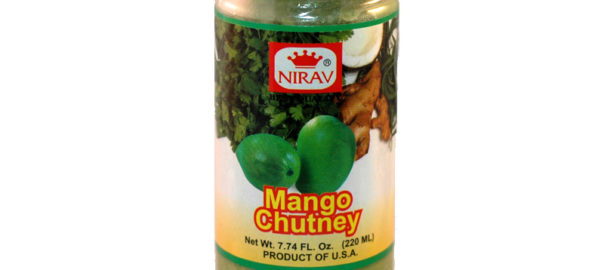 NIRAV®
Mango
Chutney
Net Wt. 7.74 FL. Oz. (220 ML)
PRODUCT OF U.S.A.